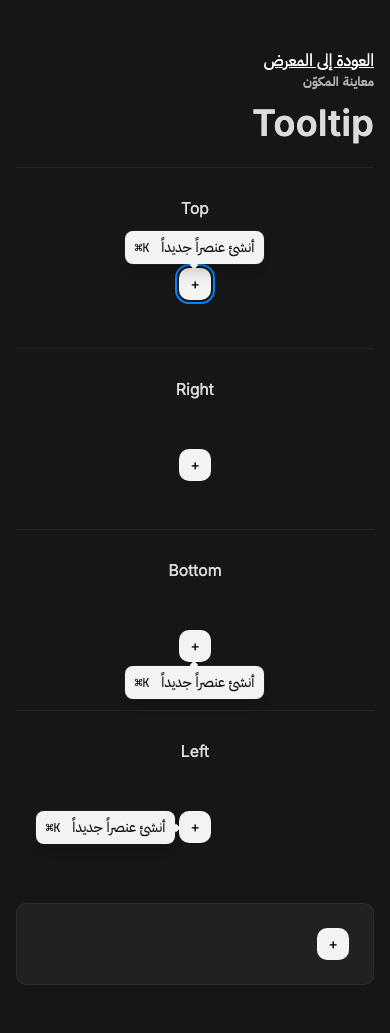 العودة إلى المعرض
معاينة المكوّن
Tooltip
Top
أنشئ عنصراً جديداً ⌘K
+
Right
+
Bottom
+
أنشئ عنصراً جديداً ⌘K
Left
+
أنشئ عنصراً جديداً ⌘K
+